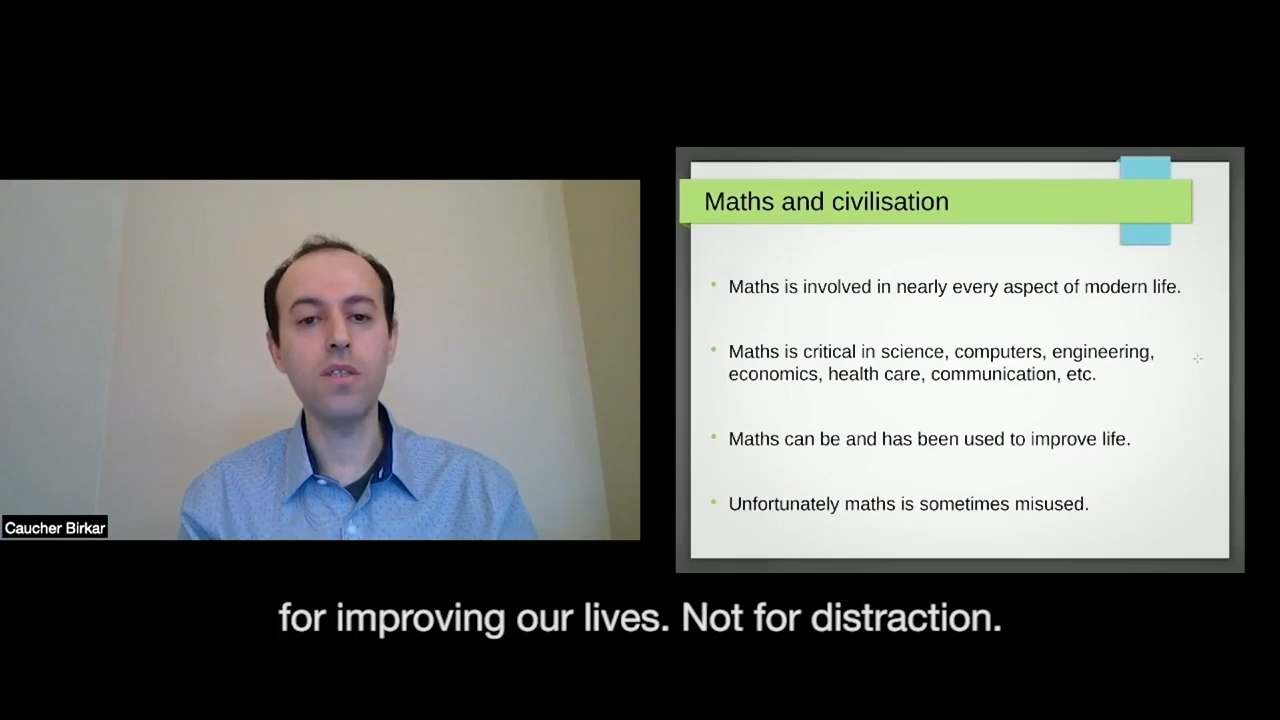 Maths and civilisation
Maths is involved in nearly every aspect of modern life.
Maths is critical in science, computers, engineering,
economics, health care, communication, etc.
Maths can be and has been used to improve life.
Unfortunately maths is sometimes misused.
Caucher Birkar
for improving our lives. Not for distraction.